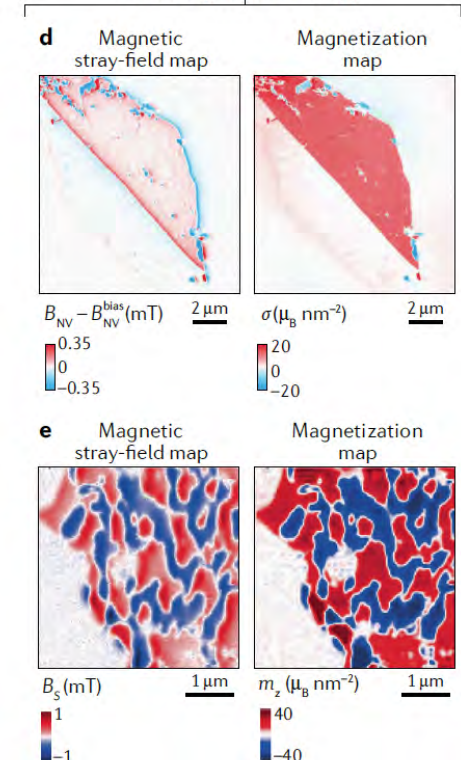 d
Magnetic
stray-field map
Magnetization
map
B_NV – B_NV^bias (mT)
2 µm
σ(µ_B nm⁻²)
2 µm
0.35
0
–0.35
20
0
–20
e
Magnetic
stray-field map
Magnetization
map
B_S (mT)
1 µm
m_z (µ_B nm⁻²)
1 µm
1
–1
40
–40